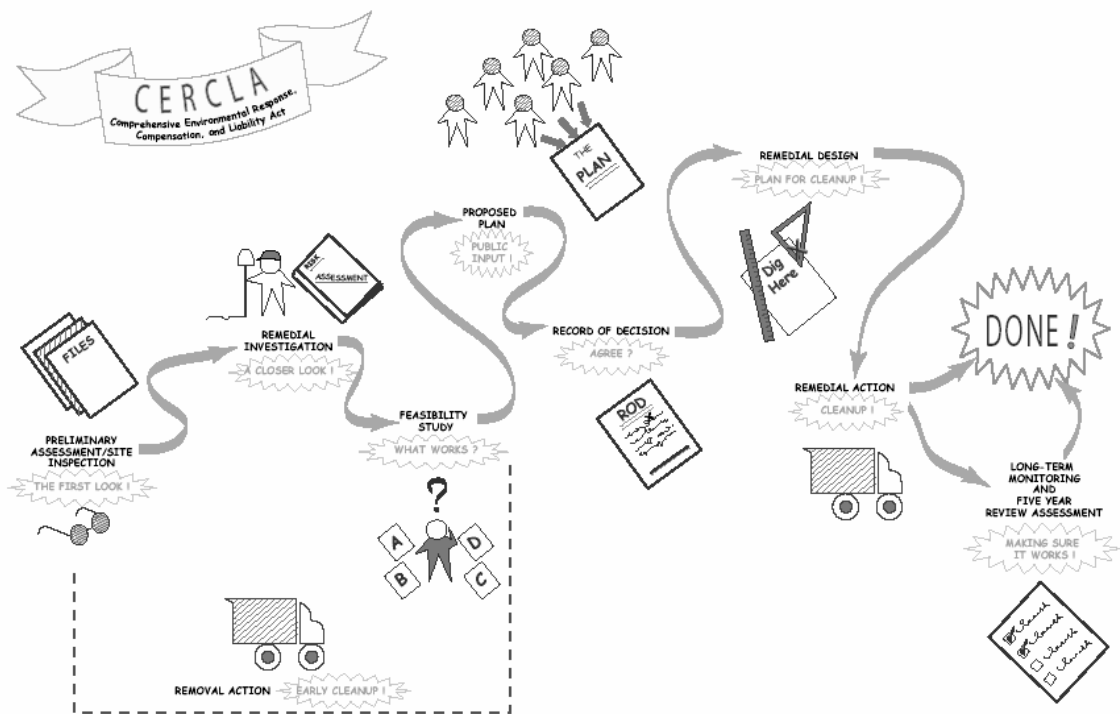 CERCLA
Comprehensive Environmental Response,
Compensation, and Liability Act
THE
PLAN
REMEDIAL DESIGN
PLAN FOR CLEANUP !
PROPOSED
PLAN
PUBLIC
INPUT !
RISK
ASSESSMENT
Dig
Here
REMEDIAL
INVESTIGATION
A CLOSER LOOK !
RECORD OF DECISION
AGREE ?
DONE!
FILES
REMEDIAL ACTION
CLEANUP !
ROD
FEASIBILITY
STUDY
WHAT WORKS ?
PRELIMINARY
ASSESSMENT/SITE
INSPECTION
THE FIRST LOOK !
LONG-TERM
MONITORING
AND
FIVE YEAR
REVIEW ASSESSMENT
MAKING SURE
IT WORKS !
?
A
D
B
C
REMOVAL ACTION
EARLY CLEANUP !